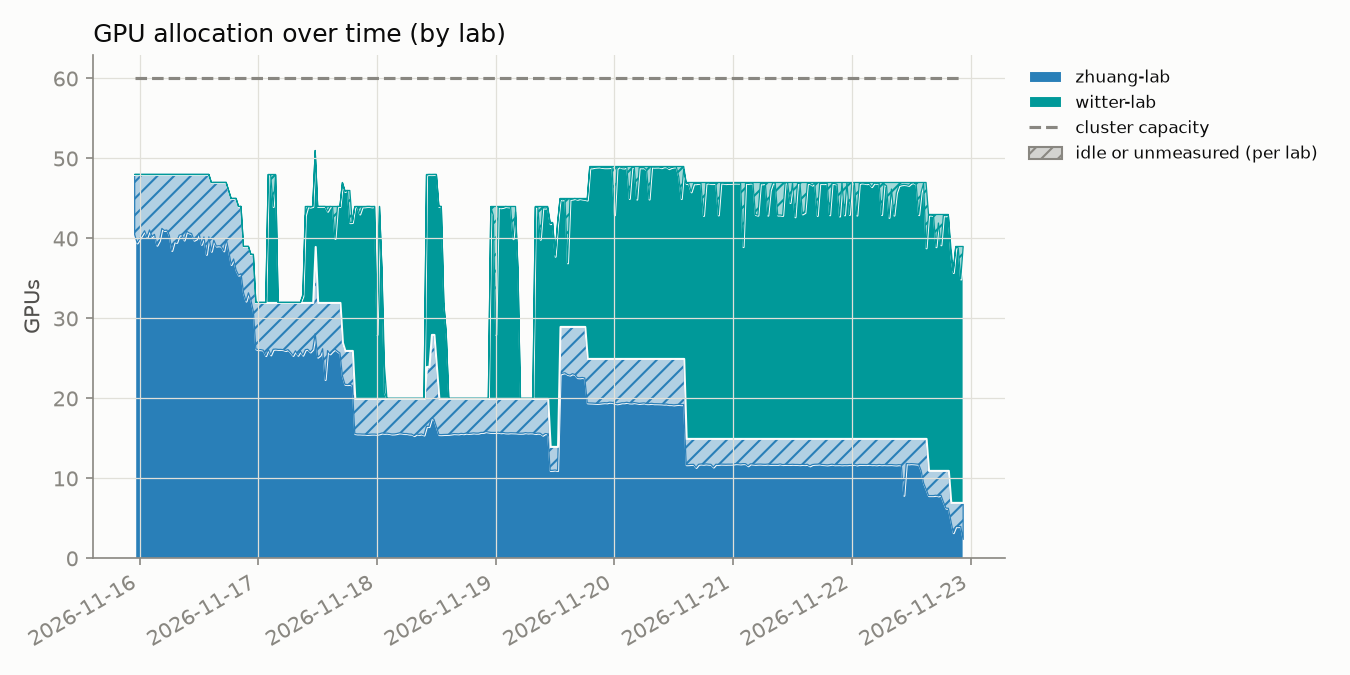 GPU allocation over time (by lab)
60
50
40
30
20
10
0
GPUs
2026-11-16
2026-11-17
2026-11-18
2026-11-19
2026-11-20
2026-11-21
2026-11-22
2026-11-23
zhuang-lab
witter-lab
cluster capacity
idle or unmeasured (per lab)